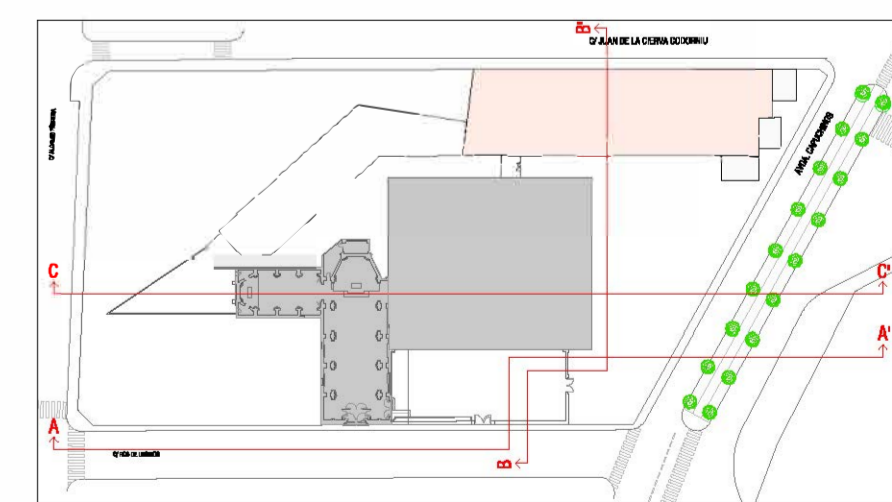 B'
C/ JUAN DE LA CIERVA CODORNIU
AVDA. CAPUCHINOS
C
C'
A'
A
B